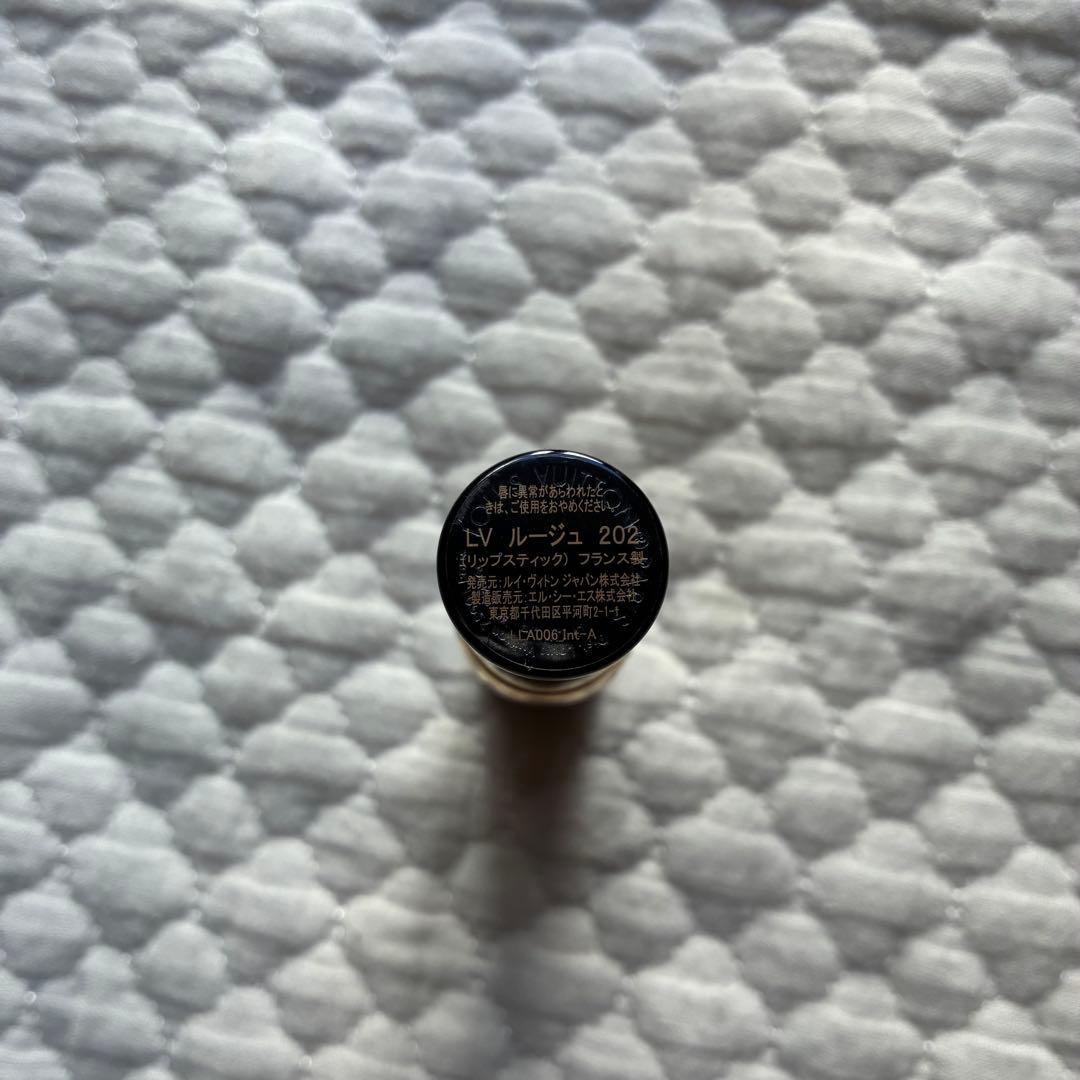 唇に異常があらわれたと
きは、ご使用をおやめください。
LV ルージュ 202
(リップスティック) フランス製
発売元:ルイ・ヴィトン ジャパン株式会社
製造販売元:エル・シー・エス株式会社
東京都千代田区平河町2-1-1